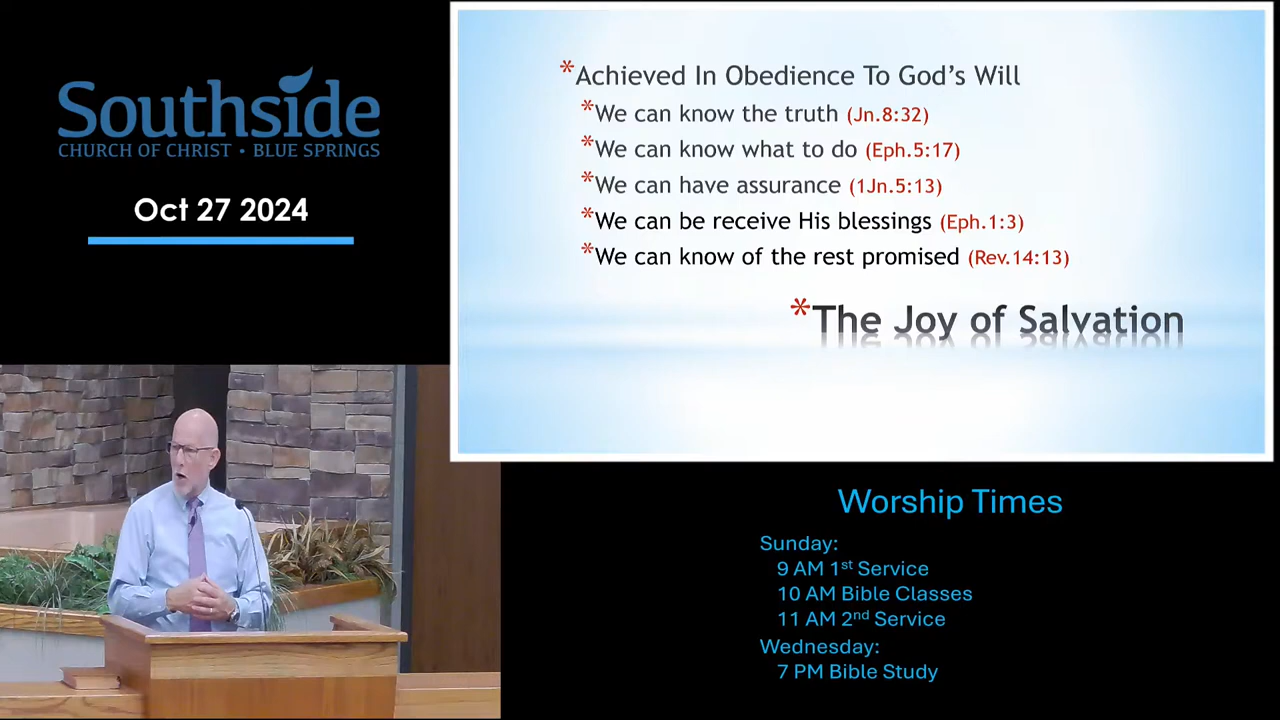 Southside
CHURCH OF CHRIST • BLUE SPRINGS
Oct 27 2024
*Achieved In Obedience To God's Will
*We can know the truth (Jn.8:32)
*We can know what to do (Eph.5:17)
*We can have assurance (1Jn.5:13)
*We can be receive His blessings (Eph.1:3)
*We can know of the rest promised (Rev.14:13)
*The Joy of Salvation
Worship Times
Sunday:
9 AM 1st Service
10 AM Bible Classes
11 AM 2nd Service
Wednesday:
7 PM Bible Study